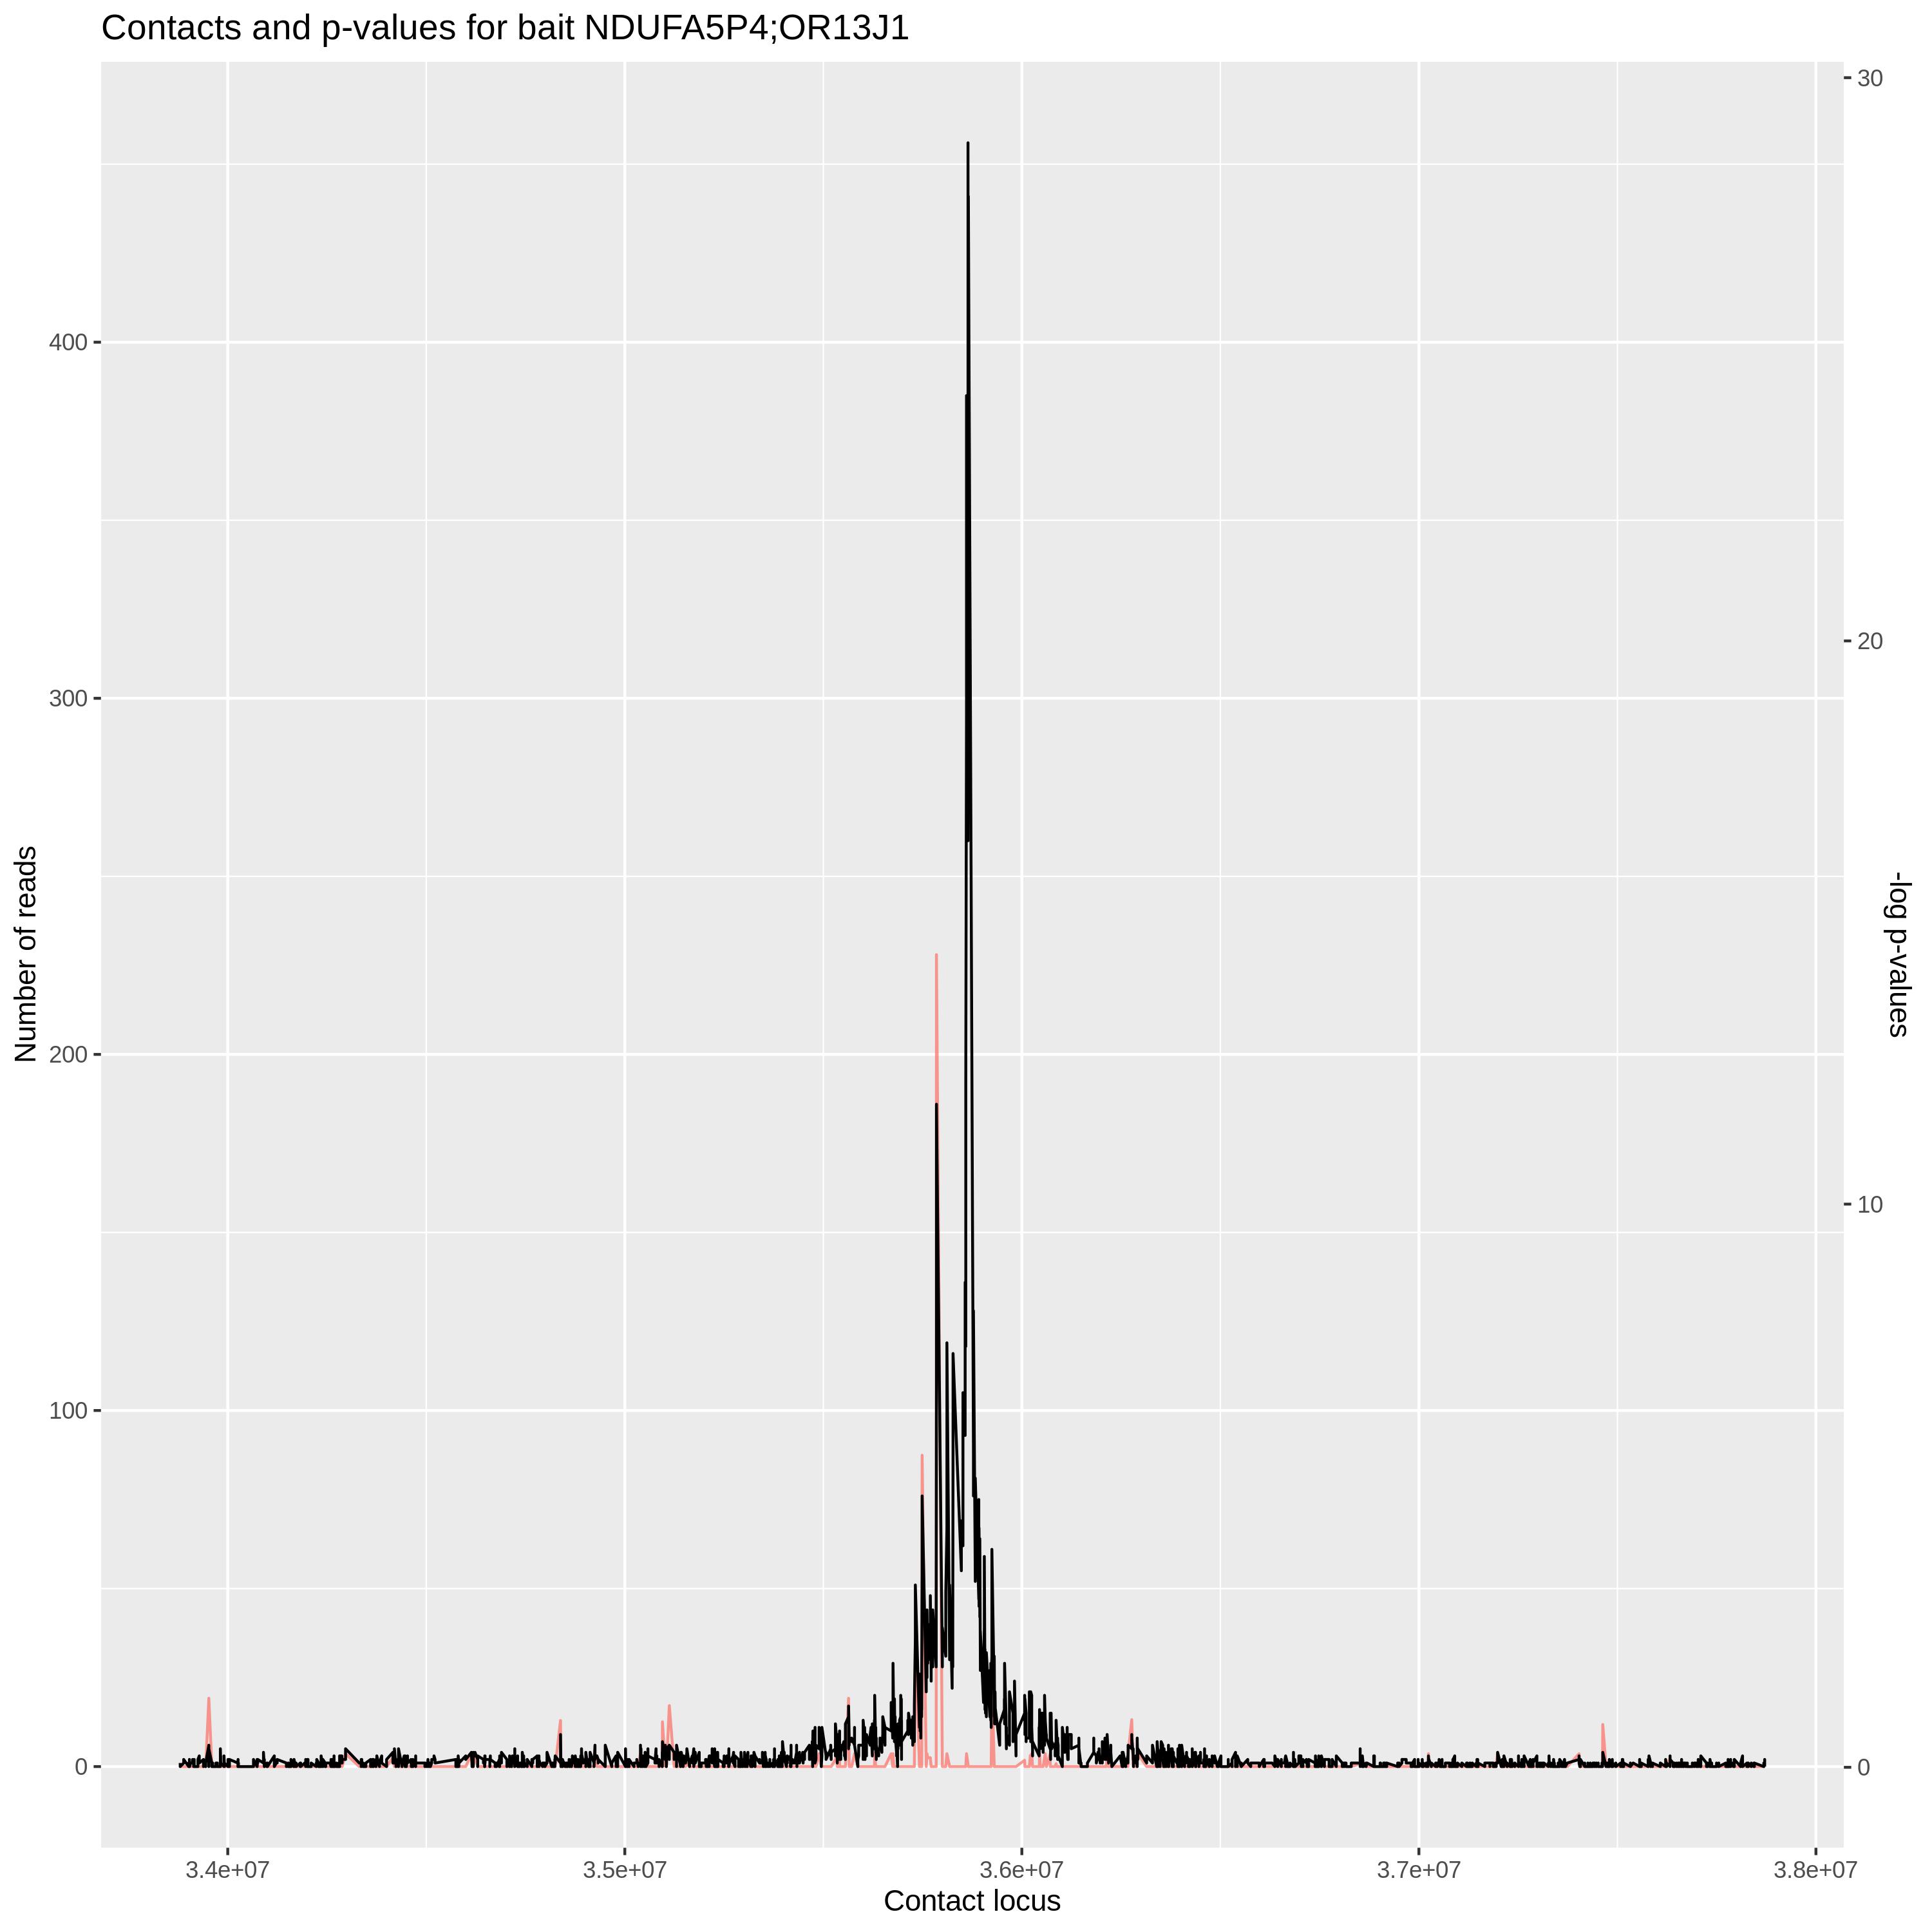 Contacts and p-values for bait NDUFA5P4;OR13J1
30
400
20
300
Number of reads
-log p-values
200
10
100
0
0
3.4e+07
3.5e+07
3.6e+07
3.7e+07
3.8e+07
Contact locus